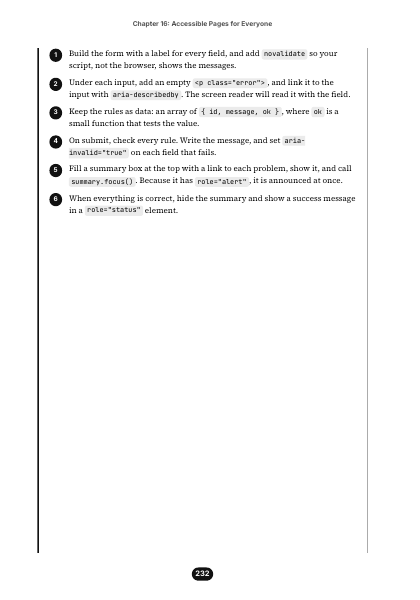 Chapter 16: Accessible Pages for Everyone
1 Build the form with a label for every field, and add novalidate so your
script, not the browser, shows the messages.
2 Under each input, add an empty <p class="error">, and link it to the
input with aria-describedby. The screen reader will read it with the field.
3 Keep the rules as data: an array of { id, message, ok }, where ok is a
small function that tests the value.
4 On submit, check every rule. Write the message, and set aria-
invalid="true" on each field that fails.
5 Fill a summary box at the top with a link to each problem, show it, and call
summary.focus(). Because it has role="alert", it is announced at once.
6 When everything is correct, hide the summary and show a success message
in a role="status" element.
232